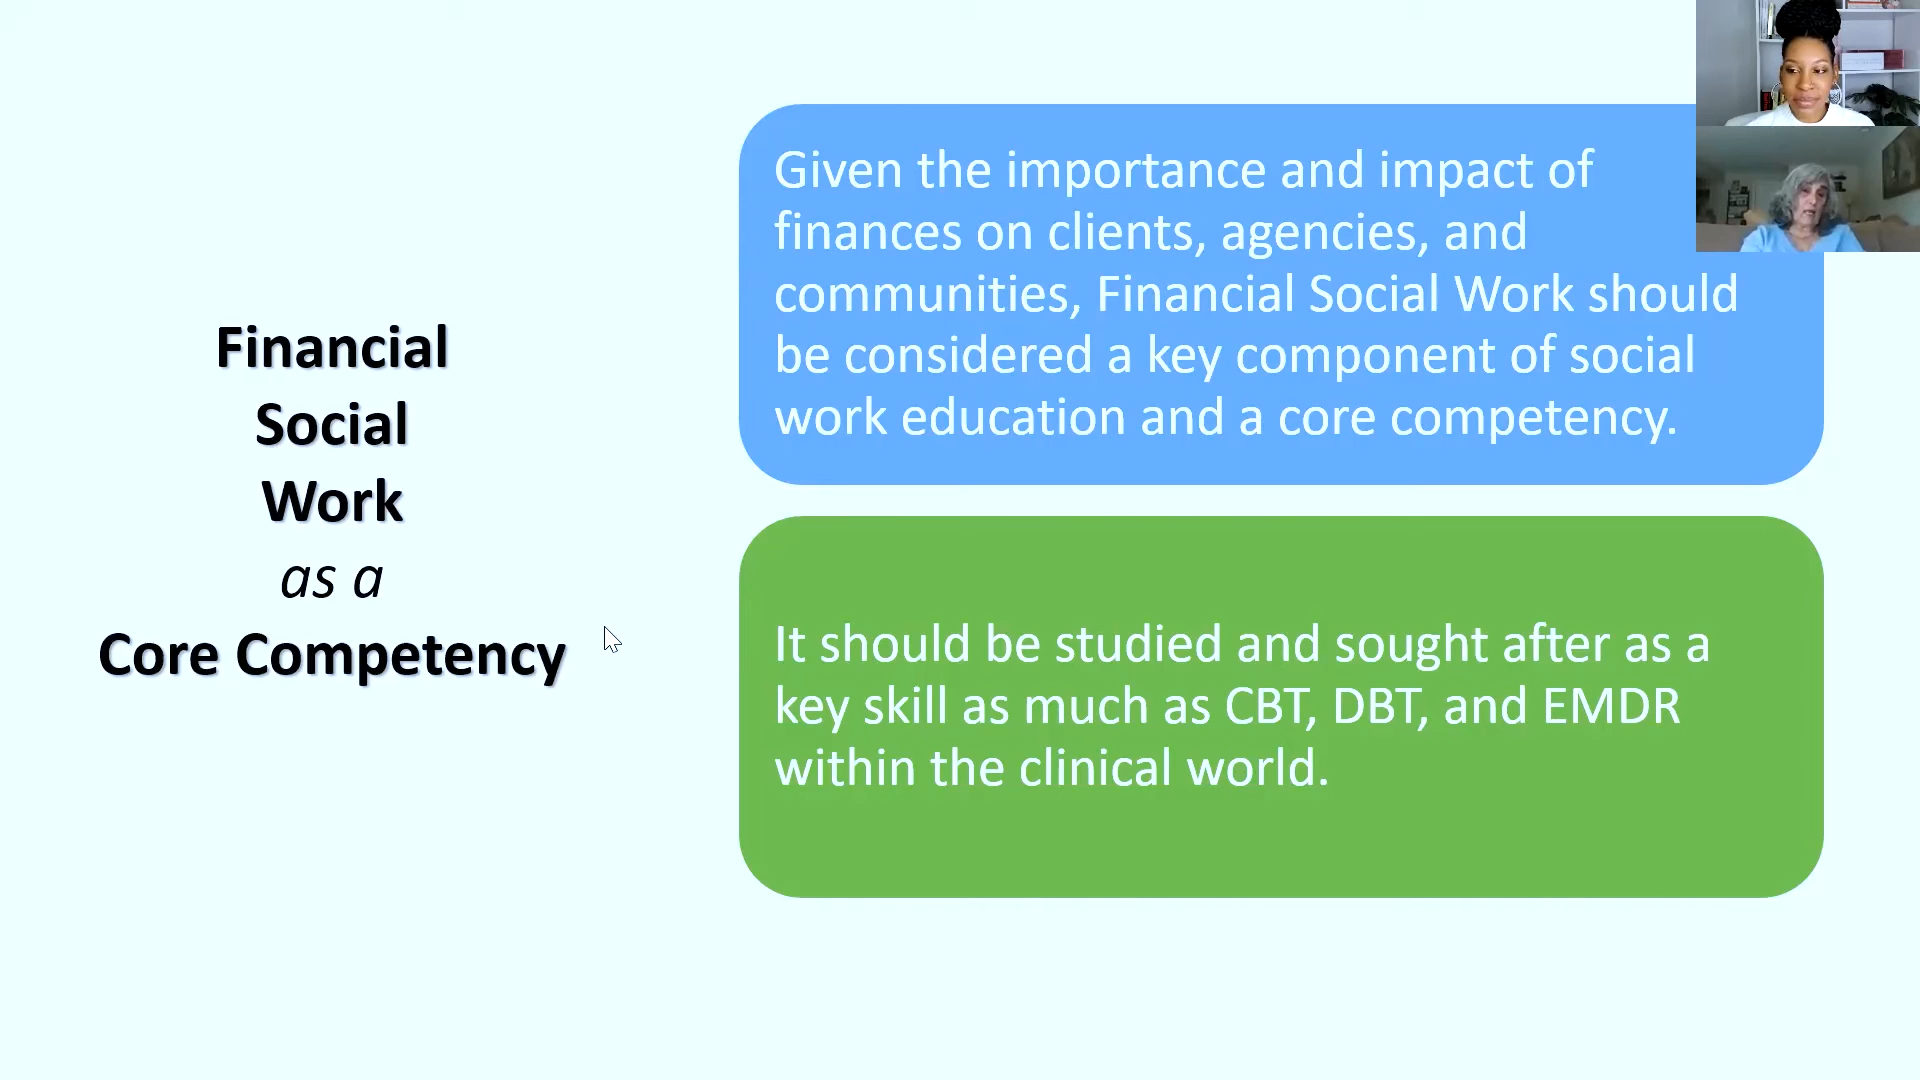 Financial
Social
Work
as a
Core Competency
Given the importance and impact of
finances on clients, agencies, and
communities, Financial Social Work should
be considered a key component of social
work education and a core competency.
It should be studied and sought after as a
key skill as much as CBT, DBT, and EMDR
within the clinical world.